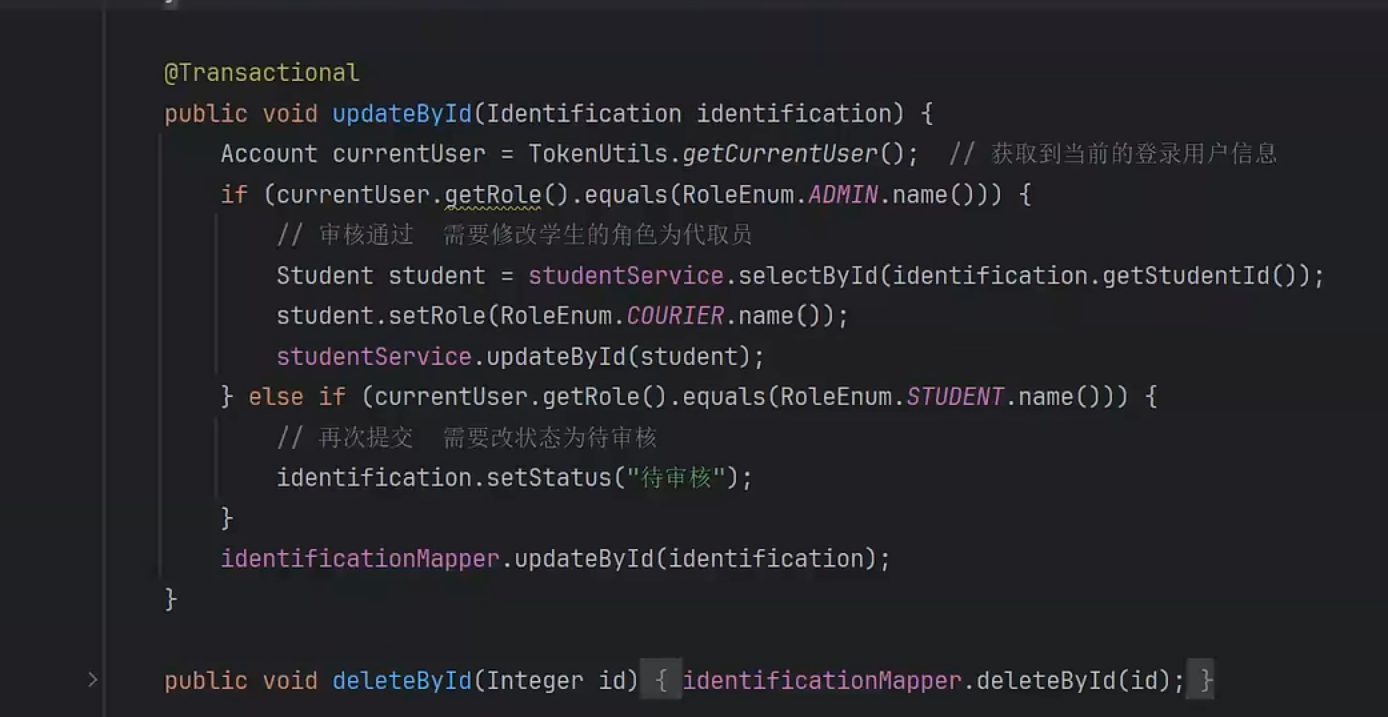 @Transactional
public void updateById(Identification identification) {
Account currentUser = TokenUtils.getCurrentUser();  // 获取到当前的登录用户信息
if (currentUser.getRole().equals(RoleEnum.ADMIN.name())) {
// 审核通过  需要修改学生的角色为代取员
Student student = studentService.selectById(identification.getStudentId());
student.setRole(RoleEnum.COURIER.name());
studentService.updateById(student);
} else if (currentUser.getRole().equals(RoleEnum.STUDENT.name())) {
// 再次提交  需要改状态为待审核
identification.setStatus("待审核");
}
identificationMapper.updateById(identification);
}
public void deleteById(Integer id) { identificationMapper.deleteById(id); }